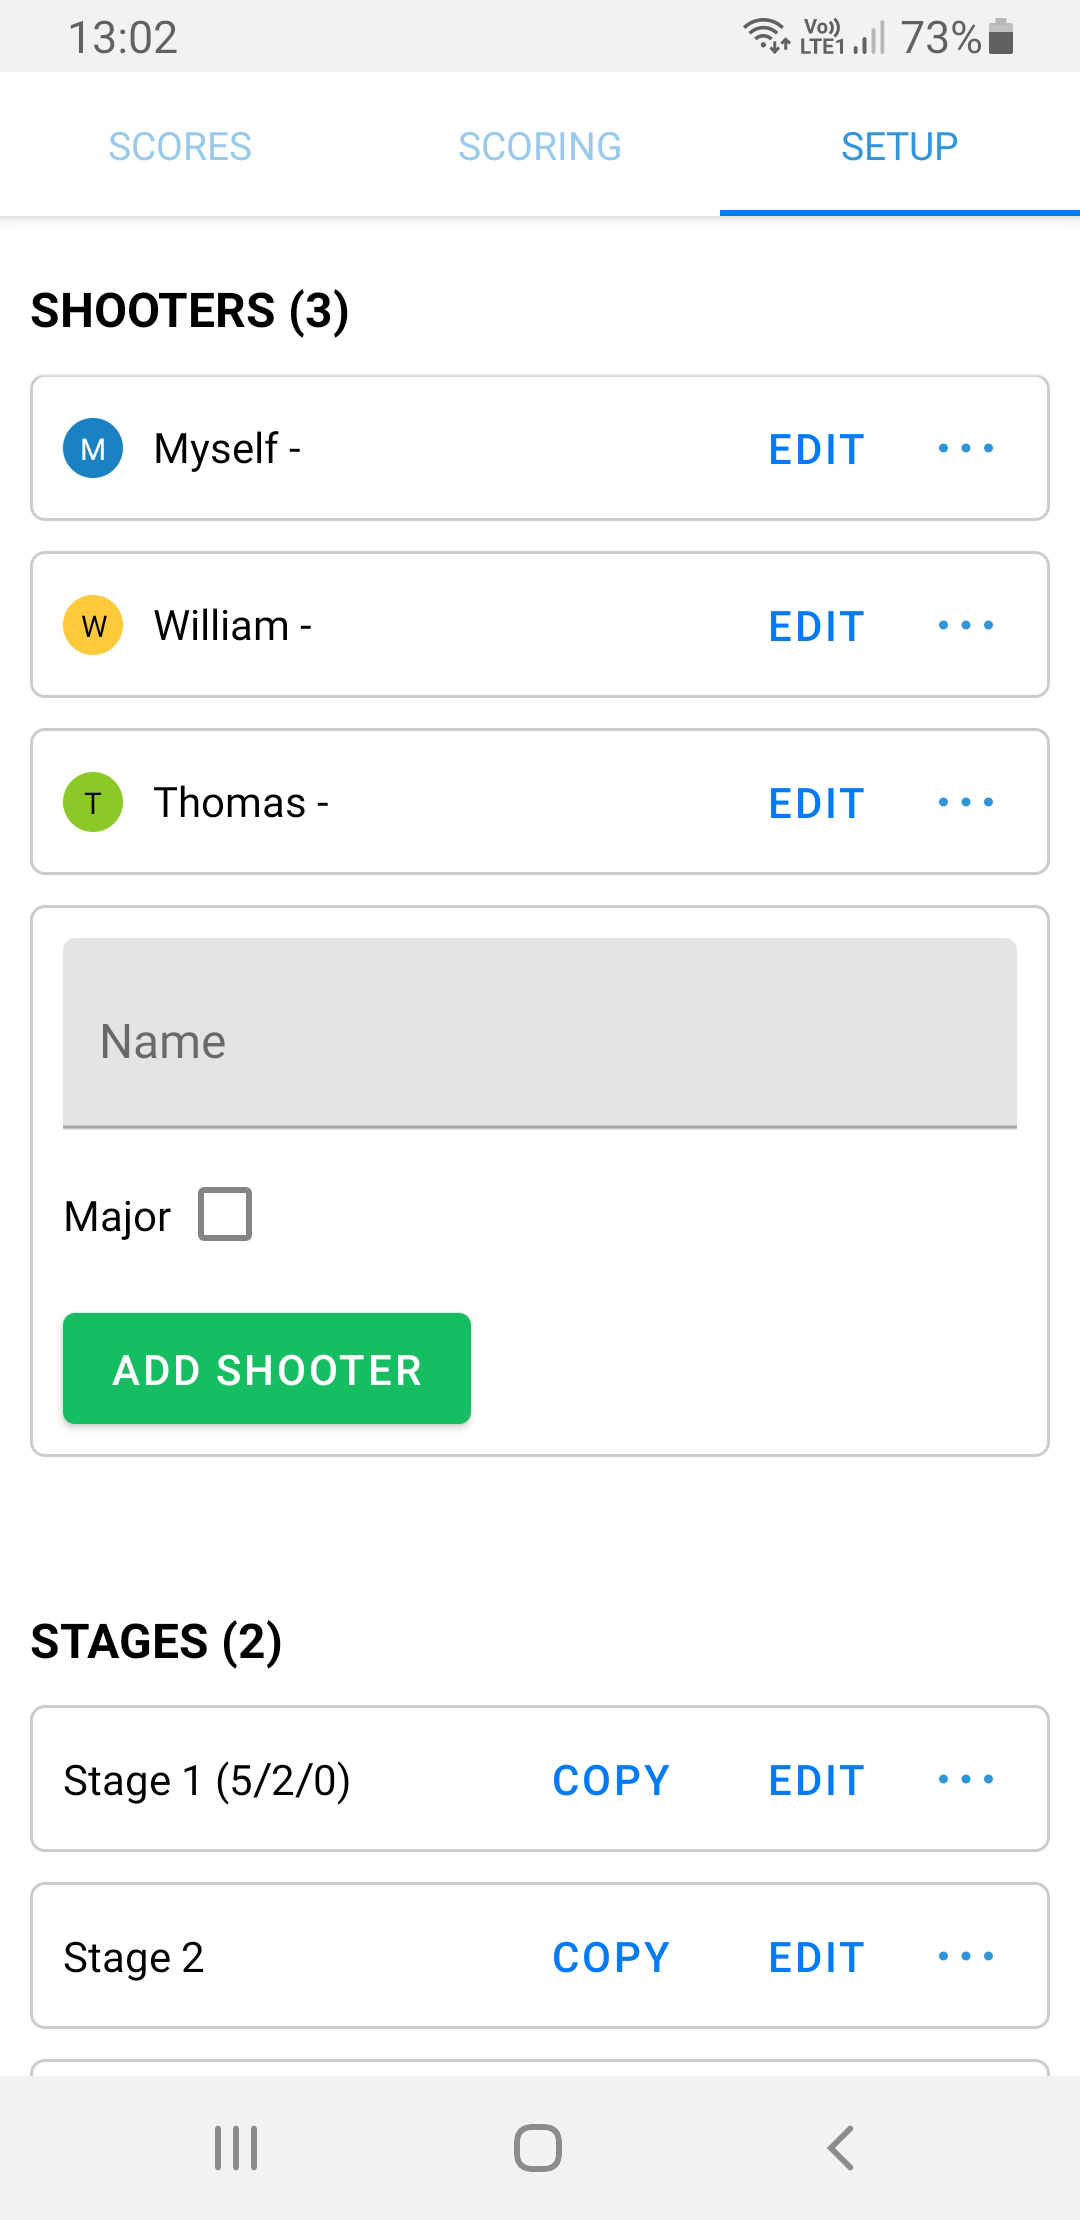 13:02 Vo)) LTE1 73%
SCORES SCORING SETUP
SHOOTERS (3)
M Myself - EDIT ...
W William - EDIT ...
T Thomas - EDIT ...
Name
Major
ADD SHOOTER
STAGES (2)
Stage 1 (5/2/0) COPY EDIT ...
Stage 2 COPY EDIT ...